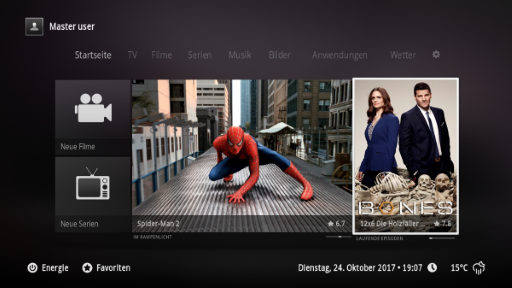 Master user
Startseite TV Filme Serien Musik Bilder Anwendungen Wetter
Neue Filme
Neue Serien
Spider-Man 2 6.7
IM RAMPENLICHT
BONES
12x6 Die Holzfäller 7.8
LAUFENDE EPISODEN
Energie Favoriten Dienstag, 24. Oktober 2017 • 19:07 15°C